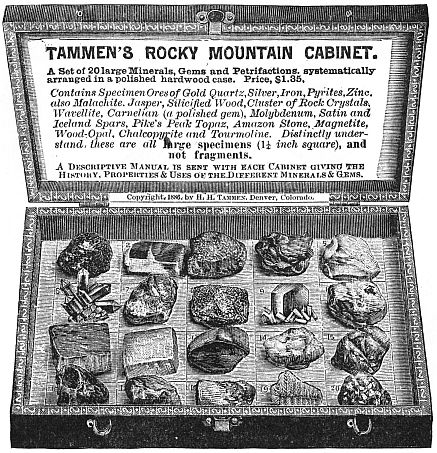 TAMMEN'S ROCKY MOUNTAIN CABINET.
A Set of 20 large Minerals, Gems and Petrifactions, systematically
arranged in a polished hardwood case. Price, $1.35,
Contains Specimen Ores of Gold Quartz, Silver, Iron, Pyrites, Zinc,
also Malachite. Jasper, Silicified Wood, Cluster of Rock Crystals,
Wavellite, Carnelian (a polished gem), Molybdenum, Satin and
Iceland Spars, Pike's Peak Topaz, Amazon Stone, Magnetite,
Wood-Opal, Chalcopyrite and Tourmoline. Distinctly under-
stand, these are all large specimens (1½ inch square), and
not fragments.
A DESCRIPTIVE MANUAL IS SENT WITH EACH CABINET GIVING THE
HISTORY, PROPERTIES & USES OF THE DIFFERENT MINERALS & GEMS.
Copyright, 1886, by H. H. TAMMEN, Denver, Colorado.
9